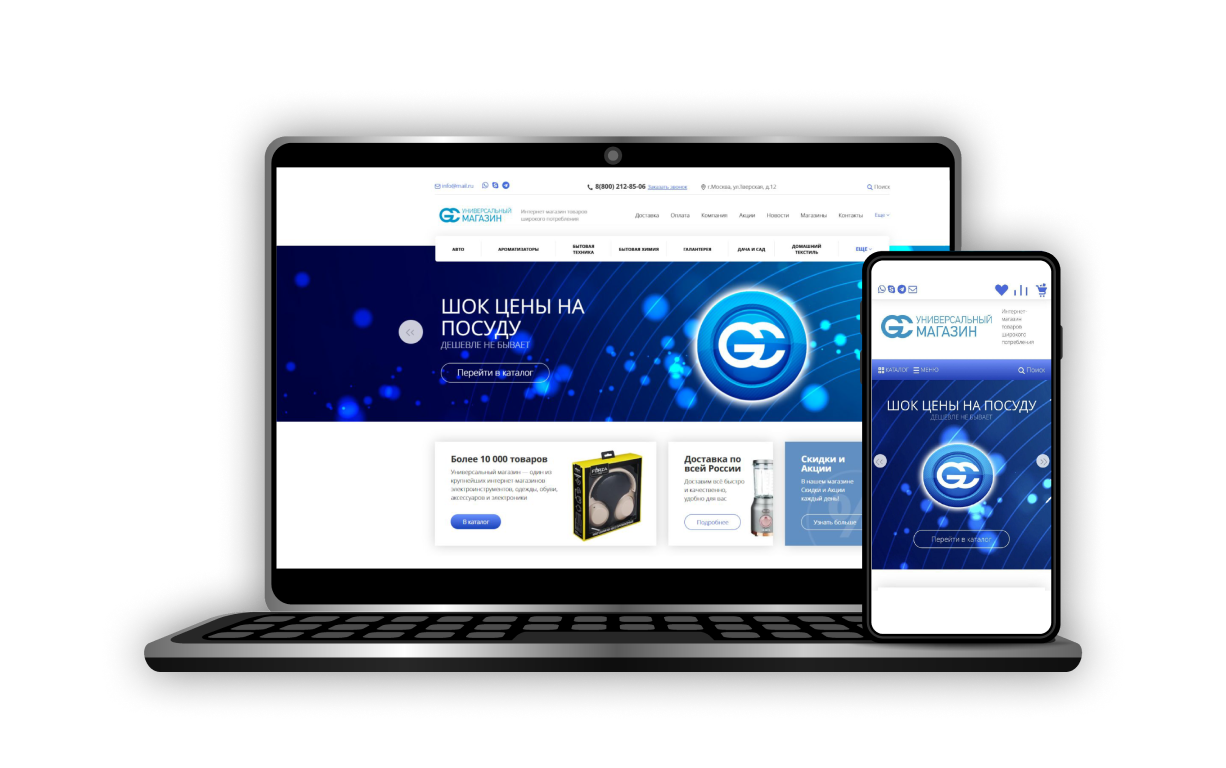 info@mail.ru
8(800) 212-85-06 Заказать звонок
г.Москва, ул.Тверская, д.12
Поиск
УНИВЕРСАЛЬНЫЙ
МАГАЗИН
Интернет магазин товаров
широкого потребления
Доставка Оплата Компания Акции Новости Магазины Контакты Еще
АВТО
АРОМАТИЗАТОРЫ
БЫТОВАЯ
ТЕХНИКА
БЫТОВАЯ ХИМИЯ
ГАЛАНТЕРЕЯ
ДАЧА И САД
ДОМАШНИЙ
ТЕКСТИЛЬ
ЕЩЕ
ШОК ЦЕНЫ НА
ПОСУДУ
ДЕШЕВЛЕ НЕ БЫВАЕТ
Перейти в каталог
Более 10 000 товаров
Универсальный магазин — один из
крупнейших интернет-магазинов
электроинструментов, одежды, обуви,
аксессуаров и электроники
В каталог
Доставка по
всей России
Доставим всё быстро
и качественно,
удобно для вас
Подробнее
Скидки и
Акции
В нашем магазине
Скидки и Акции
каждый день!
Узнать больше
УНИВЕРСАЛЬНЫЙ
МАГАЗИН
Интернет
магазин
товаров
широкого
потребления
КАТАЛОГ МЕНЮ Поиск
ШОК ЦЕНЫ НА ПОСУДУ
ДЕШЕВЛЕ НЕ БЫВАЕТ
Перейти в каталог